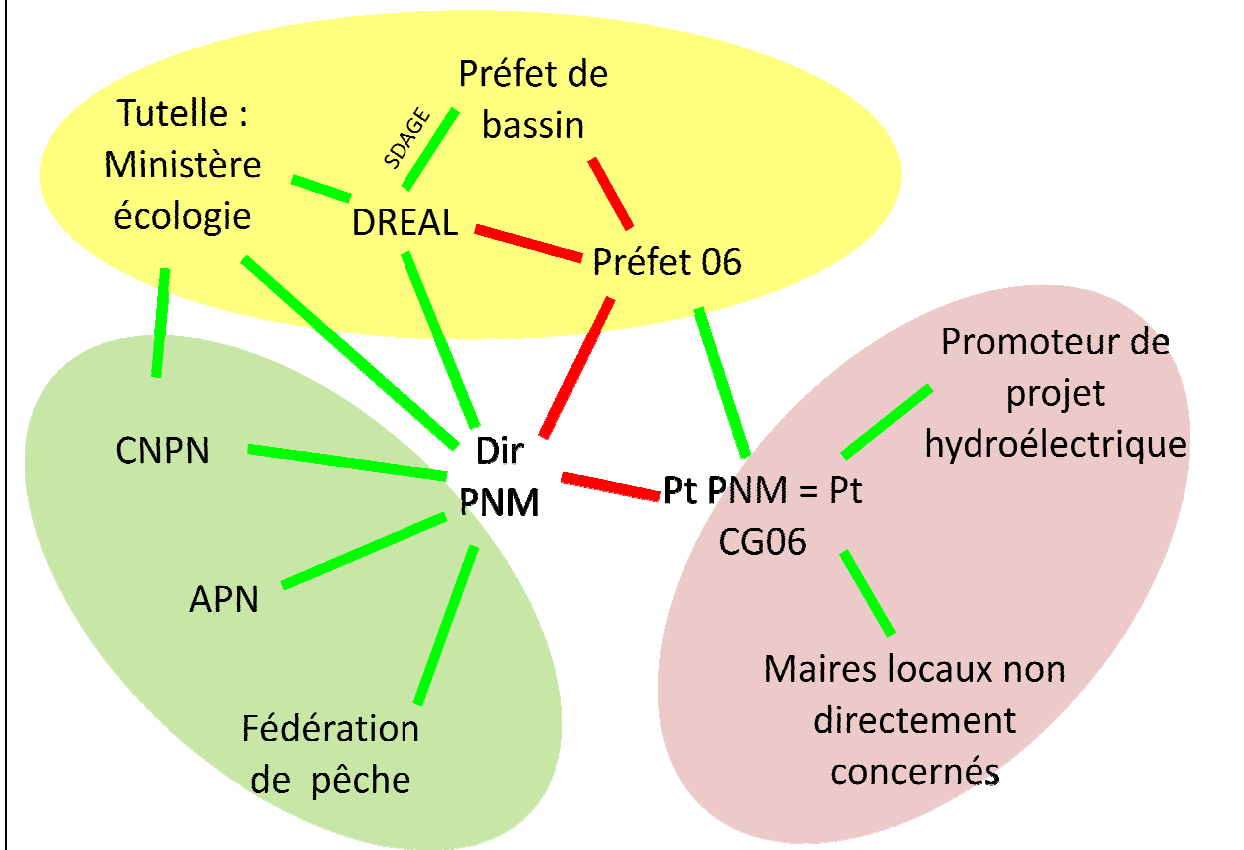 Préfet de
bassin
Tutelle :
Ministère
écologie
SDAGE
DREAL
Préfet 06
Promoteur de
projet
hydroélectrique
CNPN
Dir
PNM
Pt PNM = Pt
CG06
APN
Maires locaux non
directement
concernés
Fédération
de pêche